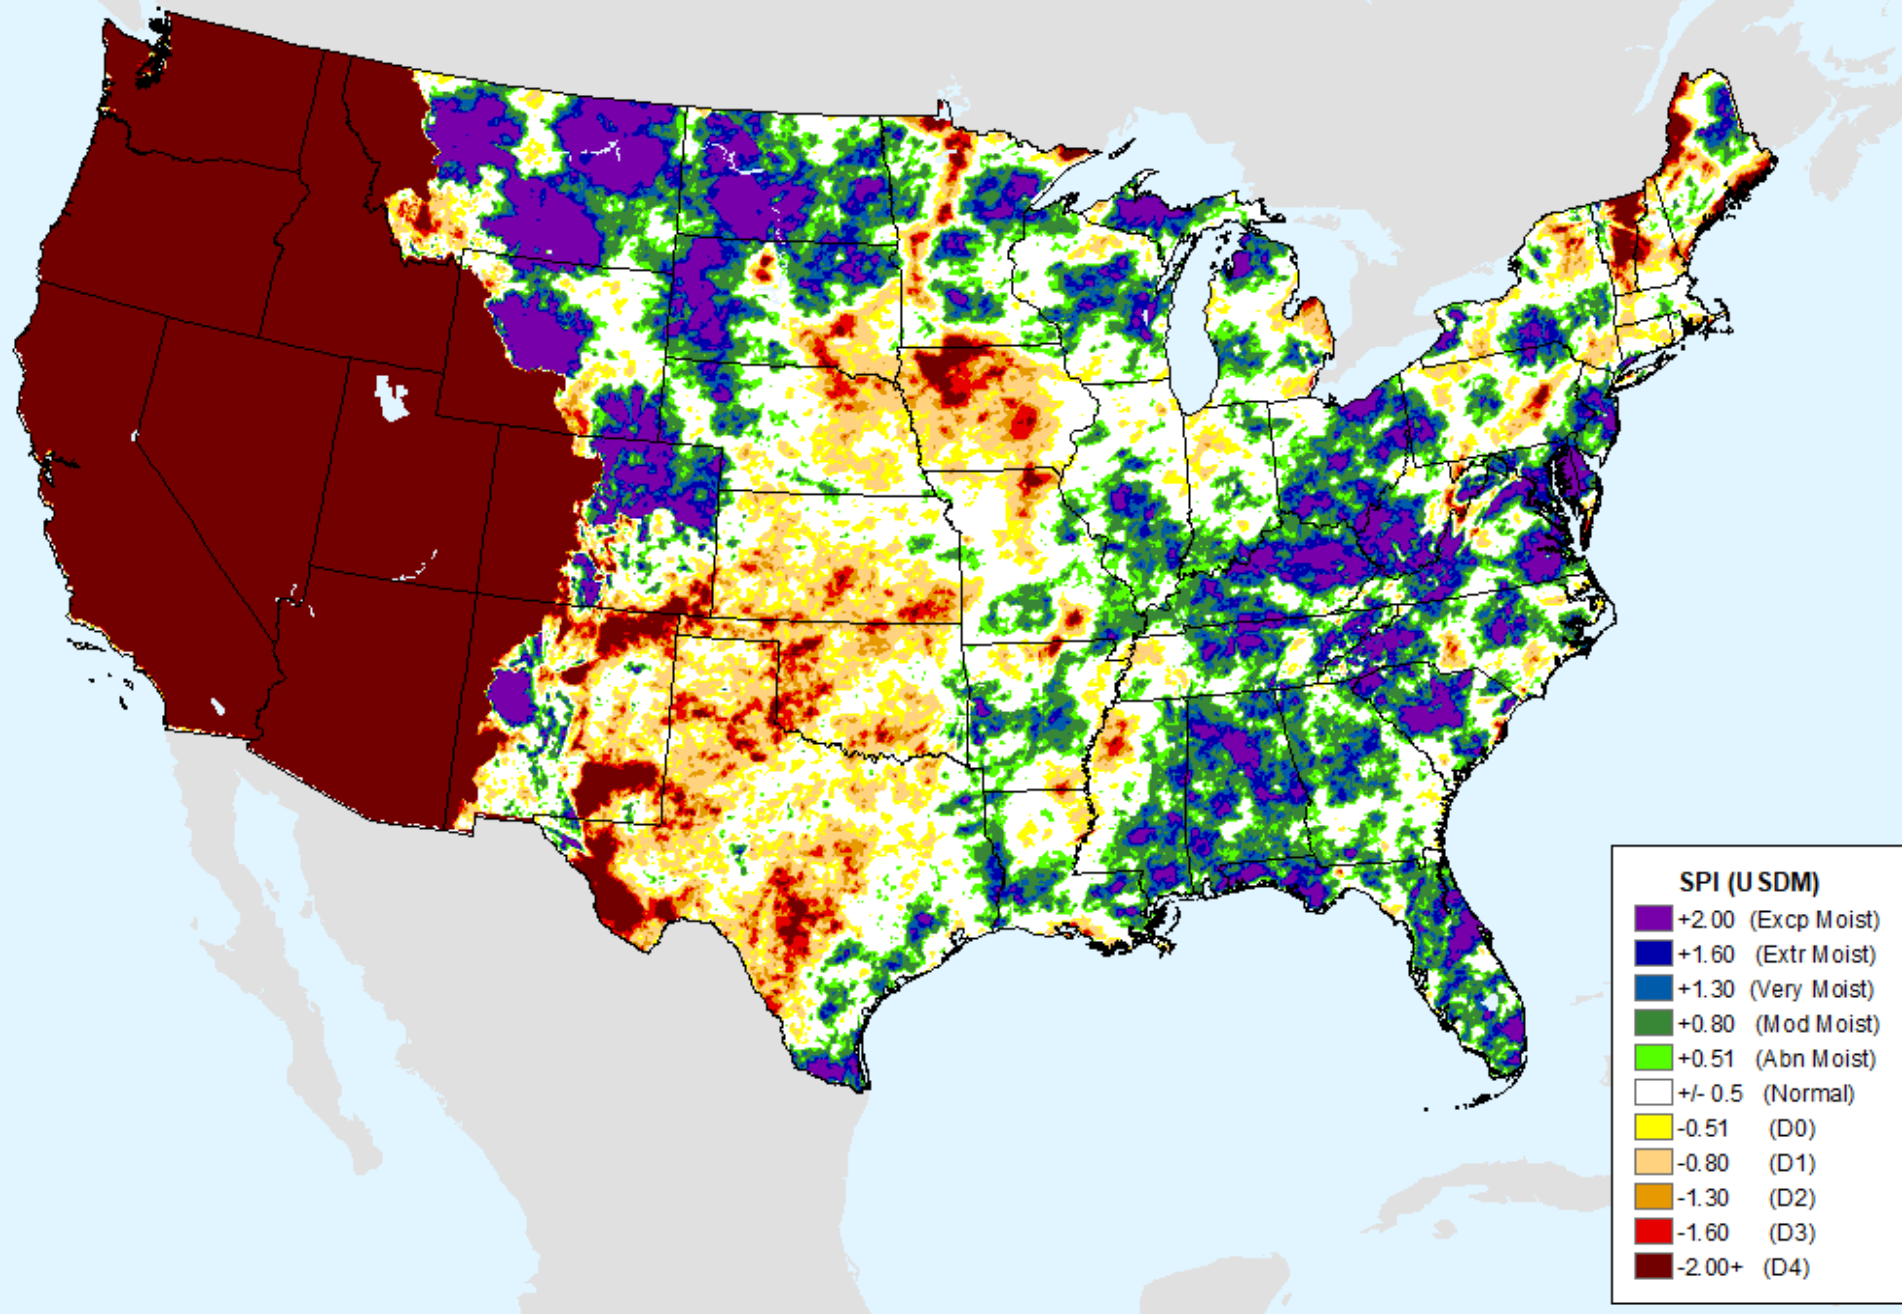 SPI (USDM)
+2.00 (Excp Moist)
+1.60 (Extr Moist)
+1.30 (Very Moist)
+0.80 (Mod Moist)
+0.51 (Abn Moist)
+/- 0.5 (Normal)
-0.51 (D0)
-0.80 (D1)
-1.30 (D2)
-1.60 (D3)
-2.00+ (D4)